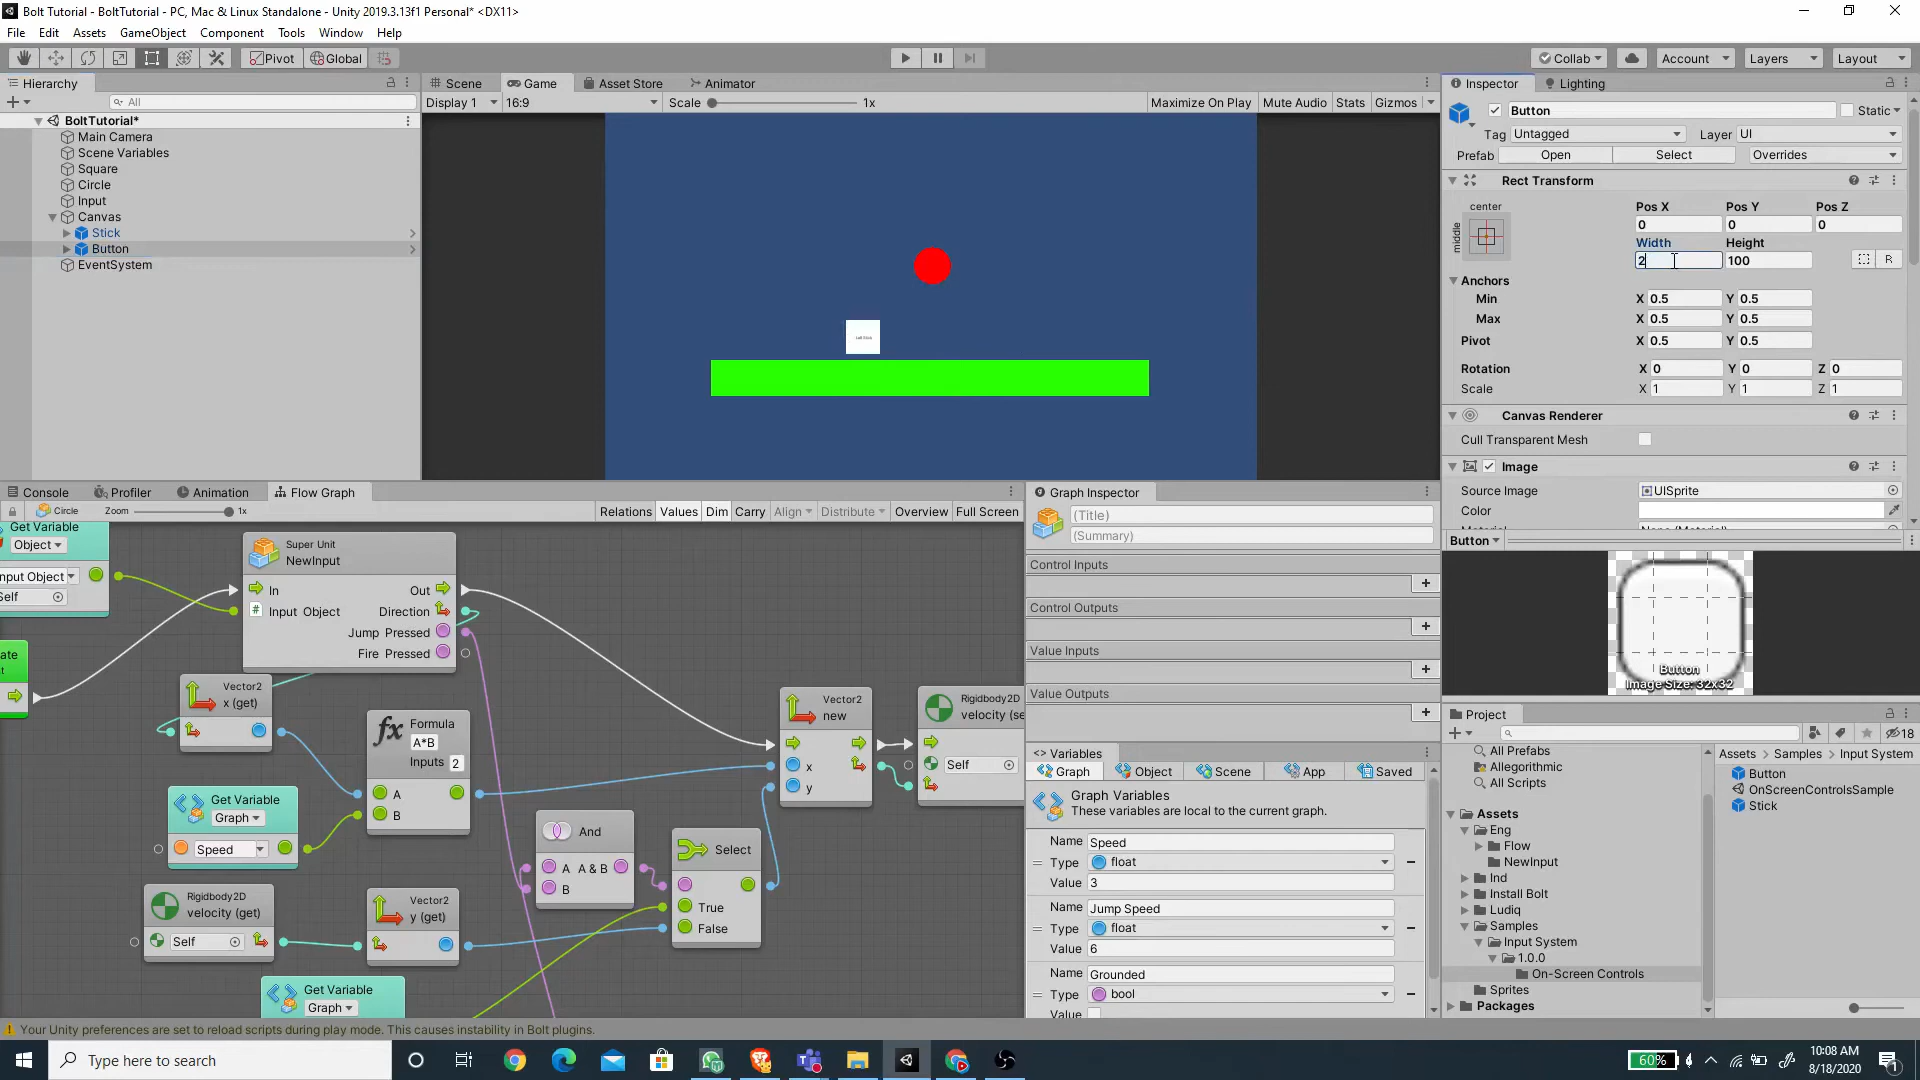 Bolt Tutorial - BoltTutorial - PC, Mac & Linux Standalone - Unity 2019.3.13f1 Personal* <DX11>
File Edit Assets GameObject Component Tools Window Help
Pivot Global Collab Account Layers Layout
Hierarchy
All
BoltTutorial*
Main Camera
Scene Variables
Square
Circle
Input
Canvas
Stick
Button
EventSystem
Scene Game Asset Store Animator
Display 1 16:9 Scale 1x Maximize On Play Mute Audio Stats Gizmos
Inspector Lighting
Button Static
Tag Untagged Layer UI
Prefab Open Select Overrides
Rect Transform
center
middle
Pos X Pos Y Pos Z
0 0 0
Width Height
2 100 R
Anchors
Min X 0.5 Y 0.5
Max X 0.5 Y 0.5
Pivot X 0.5 Y 0.5
Rotation X 0 Y 0 Z 0
Scale X 1 Y 1 Z 1
Canvas Renderer
Cull Transparent Mesh
Image
Source Image UISprite
Color
Button
Button
Image Size: 32x32
Console Profiler Animation Flow Graph
Circle Zoom 1x Relations Values Dim Carry Align Distribute Overview Full Screen
Get Variable
Object
nput Object
Self
Super Unit
NewInput
In Out
# Input Object Direction
Jump Pressed
Fire Pressed
ate
t
Vector2
x (get)
fx Formula
A*B
Inputs 2
A
B
Get Variable
Graph
Speed
Rigidbody2D
velocity (get)
Self
Vector2
y (get)
And
A A & B
B
Select
True
False
Vector2
new
x
y
Rigidbody2D
velocity (se
Self
Get Variable
Graph
Graph Inspector
(Title)
(Summary)
Control Inputs
Control Outputs
Value Inputs
Value Outputs
<> Variables
Graph Object Scene App Saved
Graph Variables
These variables are local to the current graph.
Name Speed
Type float
Value 3
Name Jump Speed
Type float
Value 6
Name Grounded
Type bool
Value
Project
18
All Prefabs
Allegorithmic
All Scripts
Assets
Eng
Flow
NewInput
Ind
Install Bolt
Ludiq
Samples
Input System
1.0.0
On-Screen Controls
Sprites
Packages
Assets Samples Input System
Button
OnScreenControlsSample
Stick
Your Unity preferences are set to reload scripts during play mode. This causes instability in Bolt plugins.
Type here to search
60%
10:08 AM
8/18/2020
1